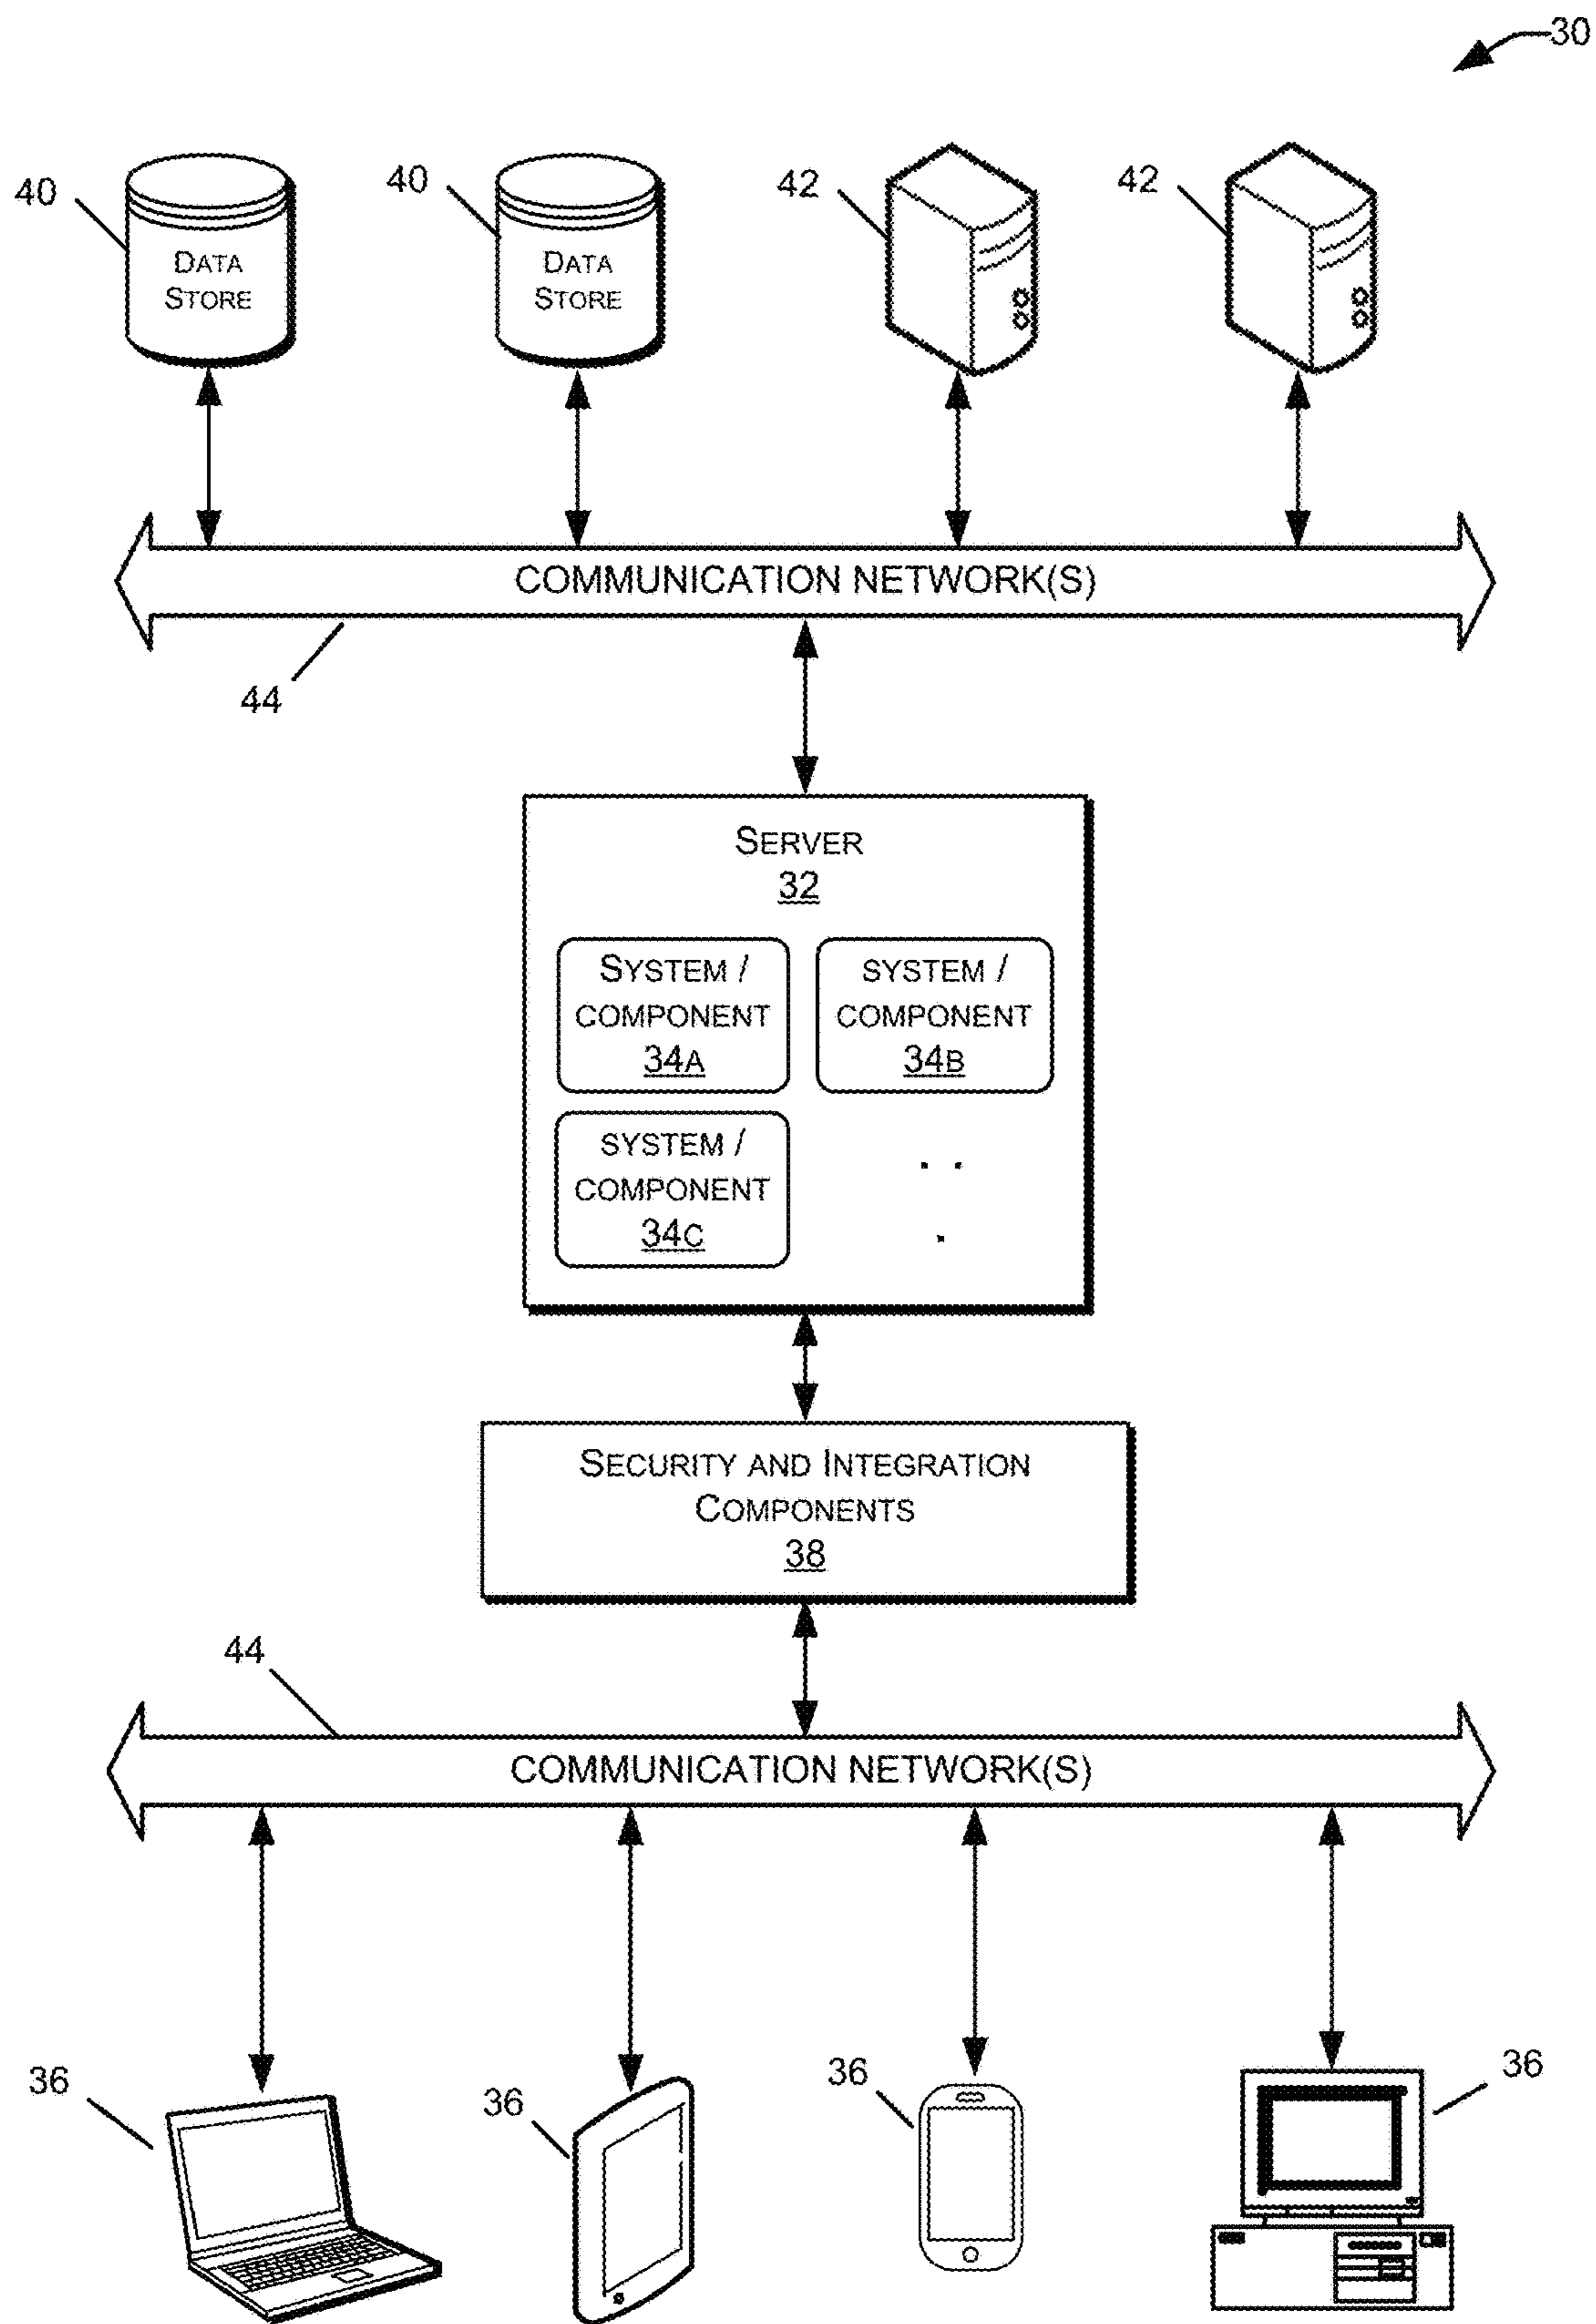 30
40
40
42
42
DATA
STORE
DATA
STORE
COMMUNICATION NETWORK(S)
44
SERVER
32
SYSTEM /
COMPONENT
34A
SYSTEM /
COMPONENT
34B
SYSTEM /
COMPONENT
34C
. .
.
SECURITY AND INTEGRATION
COMPONENTS
38
44
COMMUNICATION NETWORK(S)
36
36
36
36